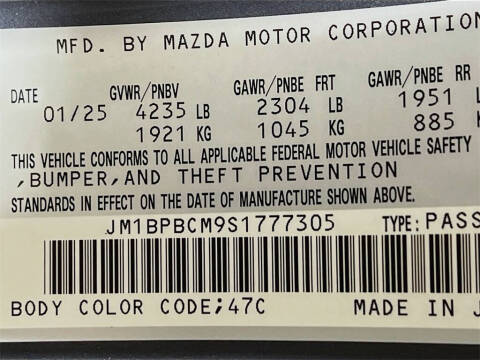 MFD. BY MAZDA MOTOR CORPORATION
DATE GVWR/PNBV GAWR/PNBE FRT GAWR/PNBE RR
01/25 4235 LB 2304 LB 1951 L
1921 KG 1045 KG 885 K
THIS VEHICLE CONFORMS TO ALL APPLICABLE FEDERAL MOTOR VEHICLE SAFETY
,BUMPER,AND THEFT PREVENTION
STANDARDS IN EFFECT ON THE DATE OF MANUFACTURE SHOWN ABOVE.
JM1BPBCM9S1777305 TYPE:PASS
BODY COLOR CODE;47C MADE IN J